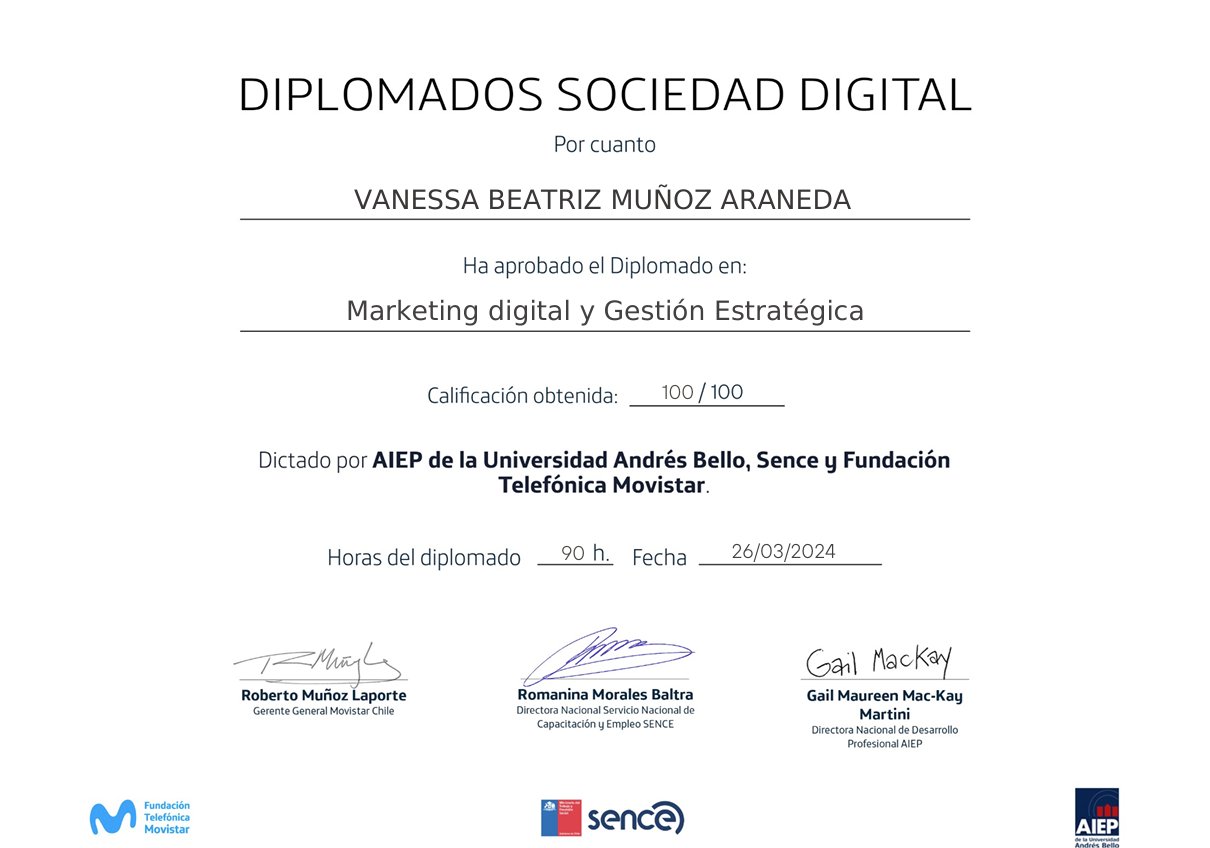 DIPLOMADOS SOCIEDAD DIGITAL
Por cuanto
VANESSA BEATRIZ MUÑOZ ARANEDA
Ha aprobado el Diplomado en:
Marketing digital y Gestión Estratégica
Calificación obtenida: 100 / 100
Dictado por AIEP de la Universidad Andrés Bello, Sence y Fundación
Telefónica Movistar.
Horas del diplomado 90 h. Fecha 26/03/2024
Gail MacKay
Roberto Muñoz Laporte
Gerente General Movistar Chile
Romanina Morales Baltra
Directora Nacional Servicio Nacional de
Capacitación y Empleo SENCE
Gail Maureen Mac-Kay
Martini
Directora Nacional de Desarrollo
Profesional AIEP
Fundación
Telefónica
Movistar
sence
AIEP
de la Universidad
Andrés Bello